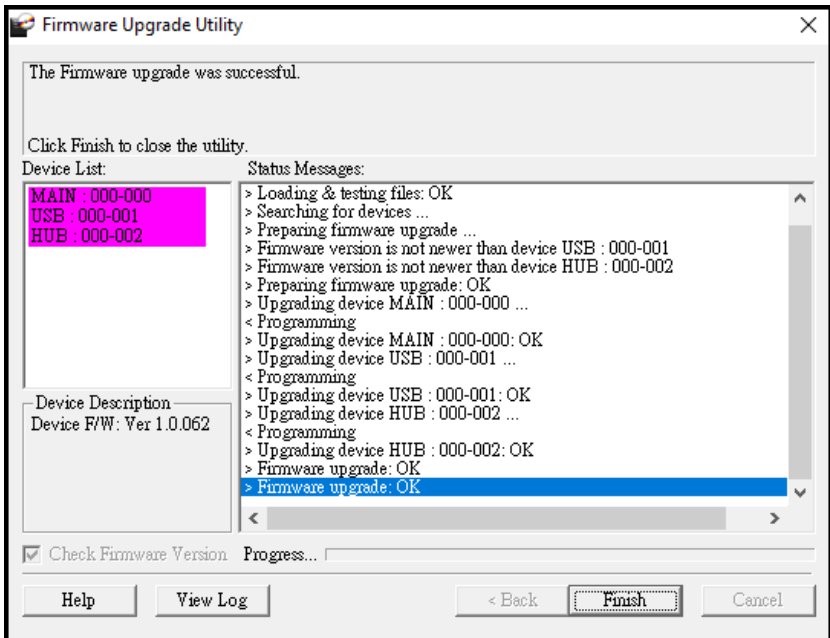 Firmware Upgrade Utility
The Firmware upgrade was successful.
Click Finish to close the utility.
Device List:
Status Messages:
MAIN : 000-000
USB : 000-001
HUB : 000-002
> Loading & testing files: OK
> Searching for devices ...
> Preparing firmware upgrade ...
> Firmware version is not newer than device USB : 000-001
> Firmware version is not newer than device HUB : 000-002
> Preparing firmware upgrade: OK
> Upgrading device MAIN : 000-000 ...
< Programming
> Upgrading device MAIN : 000-000: OK
> Upgrading device USB : 000-001 ...
< Programming
> Upgrading device USB : 000-001: OK
> Upgrading device HUB : 000-002 ...
< Programming
> Upgrading device HUB : 000-002: OK
> Firmware upgrade: OK
> Firmware upgrade: OK
Device Description
Device F/W: Ver 1.0.062
Check Firmware Version
Progress...
Help
View Log
< Back
Finish
Cancel